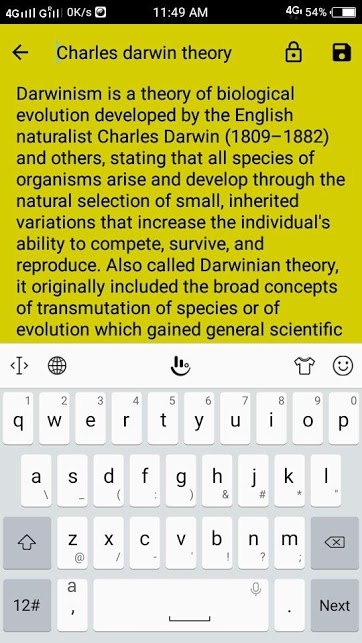 4G G 0K/s 11:49 AM 4G 54%
Charles darwin theory
Darwinism is a theory of biological
evolution developed by the English
naturalist Charles Darwin (1809–1882)
and others, stating that all species of
organisms arise and develop through the
natural selection of small, inherited
variations that increase the individual's
ability to compete, survive, and
reproduce. Also called Darwinian theory,
it originally included the broad concepts
of transmutation of species or of
evolution which gained general scientific
1 2 3 4 5 6 7 8 9 0
q w e r t y u i o p
a s d f g h j k l
\ _ ( : ) & # * "
z x c v b n m
@ / - ' ! ? ;
12# a , . Next